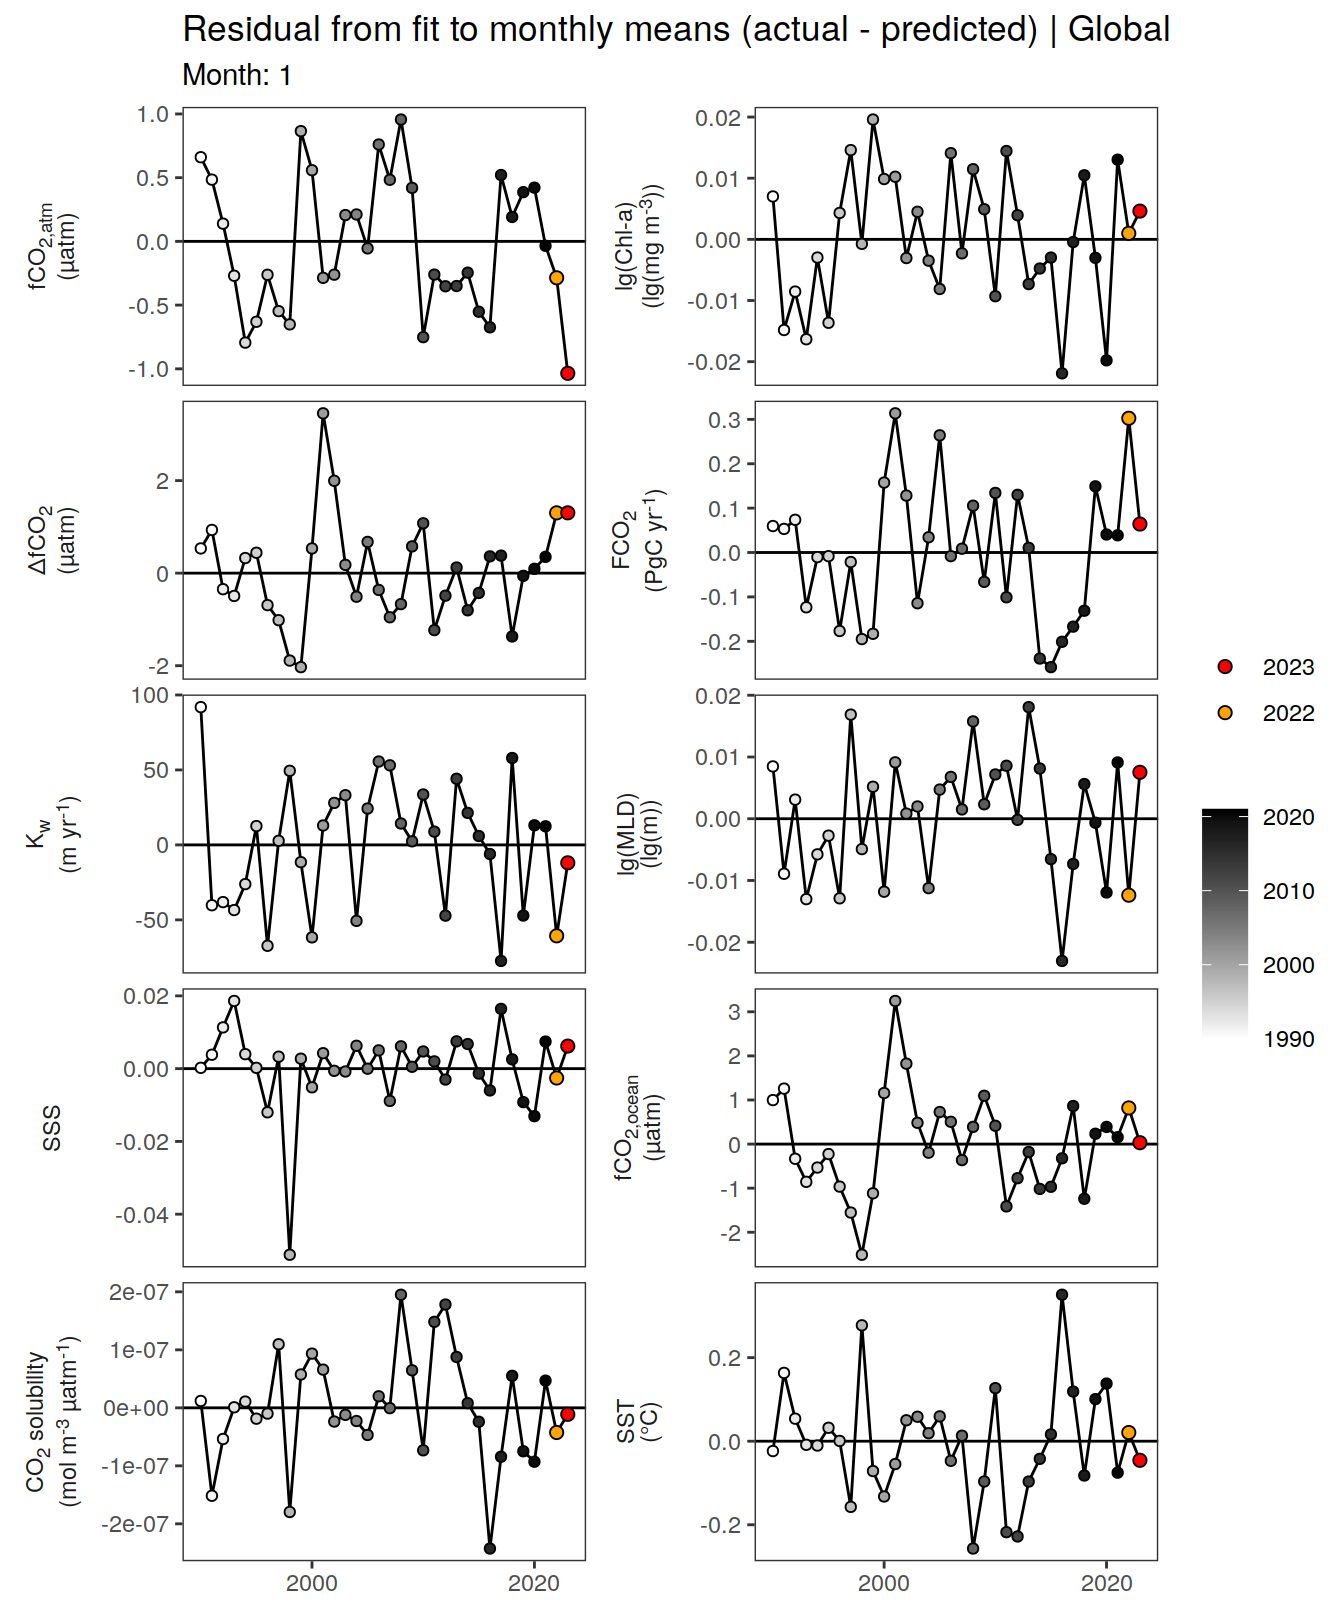 Residual from fit to monthly means (actual - predicted) | Global
Month: 1
fCO2,atm
(µatm)
1.0
0.5
0.0
-0.5
-1.0
lg(Chl-a)
(lg(mg m-3))
0.02
0.01
0.00
-0.01
-0.02
ΔfCO2
(µatm)
2
0
-2
FCO2
(PgC yr-1)
0.3
0.2
0.1
0.0
-0.1
-0.2
Kw
(m yr-1)
100
50
0
-50
lg(MLD)
(lg(m))
0.02
0.01
0.00
-0.01
-0.02
SSS
0.02
0.00
-0.02
-0.04
fCO2,ocean
(µatm)
3
2
1
0
-1
-2
CO2 solubility
(mol m-3 µatm-1)
2e-07
1e-07
0e+00
-1e-07
-2e-07
SST
(°C)
0.2
0.0
-0.2
2000
2020
2000
2020
2023
2022
2020
2010
2000
1990